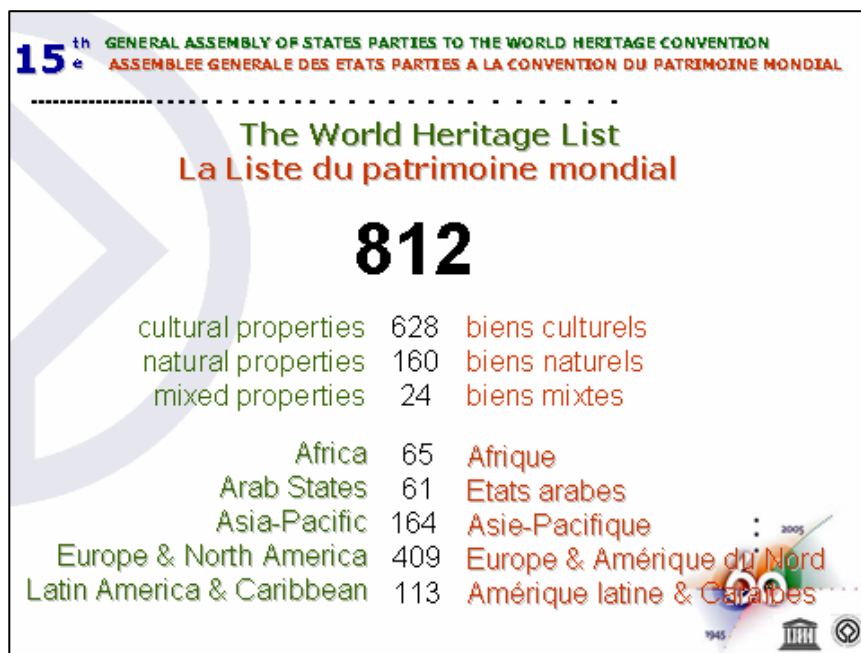 15 th e GENERAL ASSEMBLY OF STATES PARTIES TO THE WORLD HERITAGE CONVENTION
ASSEMBLEE GENERALE DES ETATS PARTIES A LA CONVENTION DU PATRIMOINE MONDIAL
The World Heritage List
La Liste du patrimoine mondial
812
cultural properties 628 biens culturels
natural properties 160 biens naturels
mixed properties 24 biens mixtes
Africa 65 Afrique
Arab States 61 Etats arabes
Asia-Pacific 164 Asie-Pacifique
2005
Europe & North America 409 Europe & Amérique du Nord
60
Latin America & Caribbean 113 Amérique latine & Caraïbes
1945